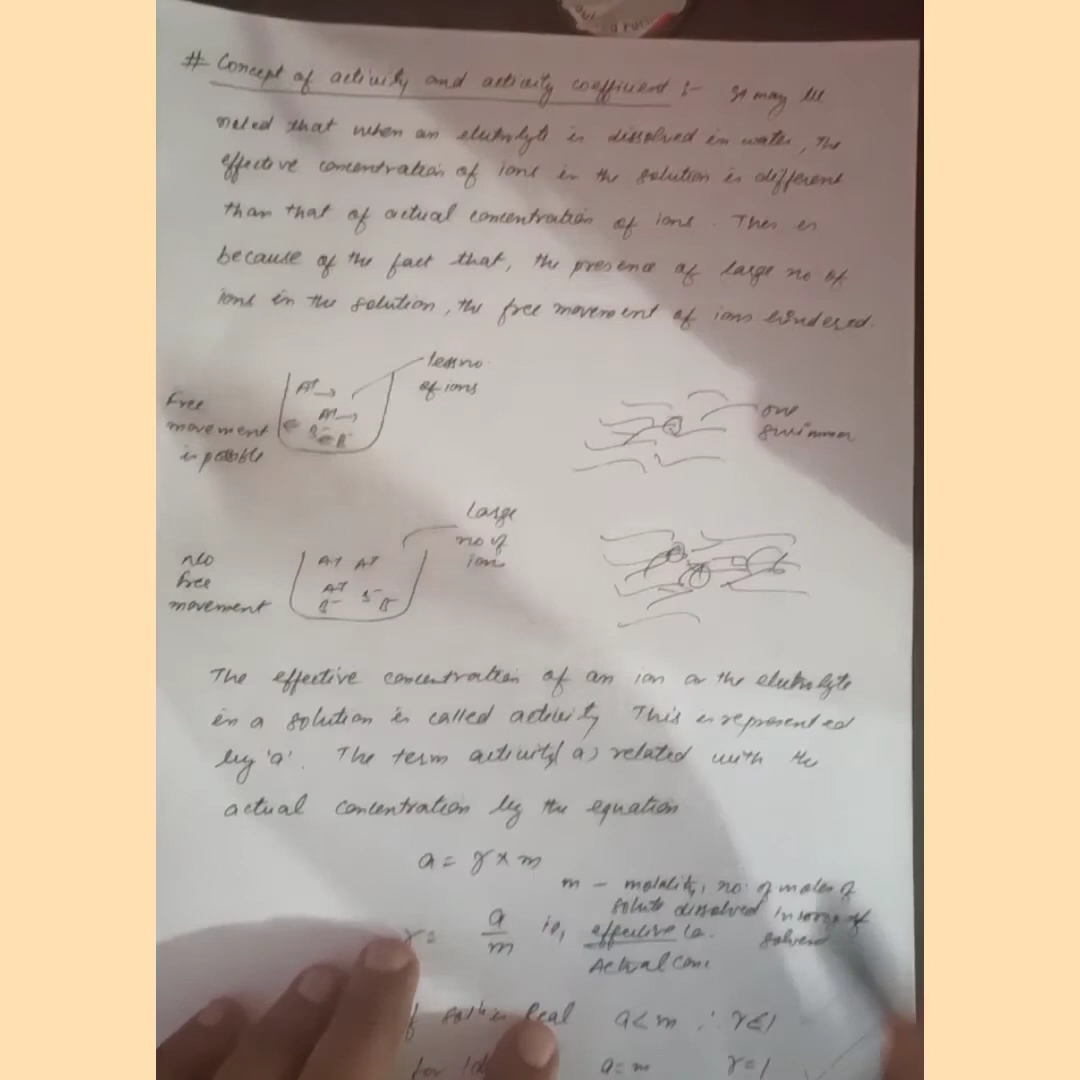 # Concept of activity and activity coefficient :- It may be
noted that when an electrolyte is dissolved in water, the
effective concentration of ions in the solution is different
than that of actual concentration of ions. This is
because of the fact that, the presence of large no of
ions in the solution, the free movement of ions hindered.
less no
of ions
Free
movement
is possible
A+ →
A+ →
B- B-
one
swimmer
Large
no of
ion
no
free
movement
A+ A+
A+
B- B- B-
The effective concentration of an ion or the electrolyte
in a solution is called activity This is represented
by 'a'. The term activity (a) related with the
actual concentration by the equation
a = γ × m
m – molality, no. of moles of
solute dissolved in of
solvent
γ = a/m ie, effective Co.
Actual Conc
soltn Real a < m ∴ γ ≤ 1
for Id a = m γ = 1